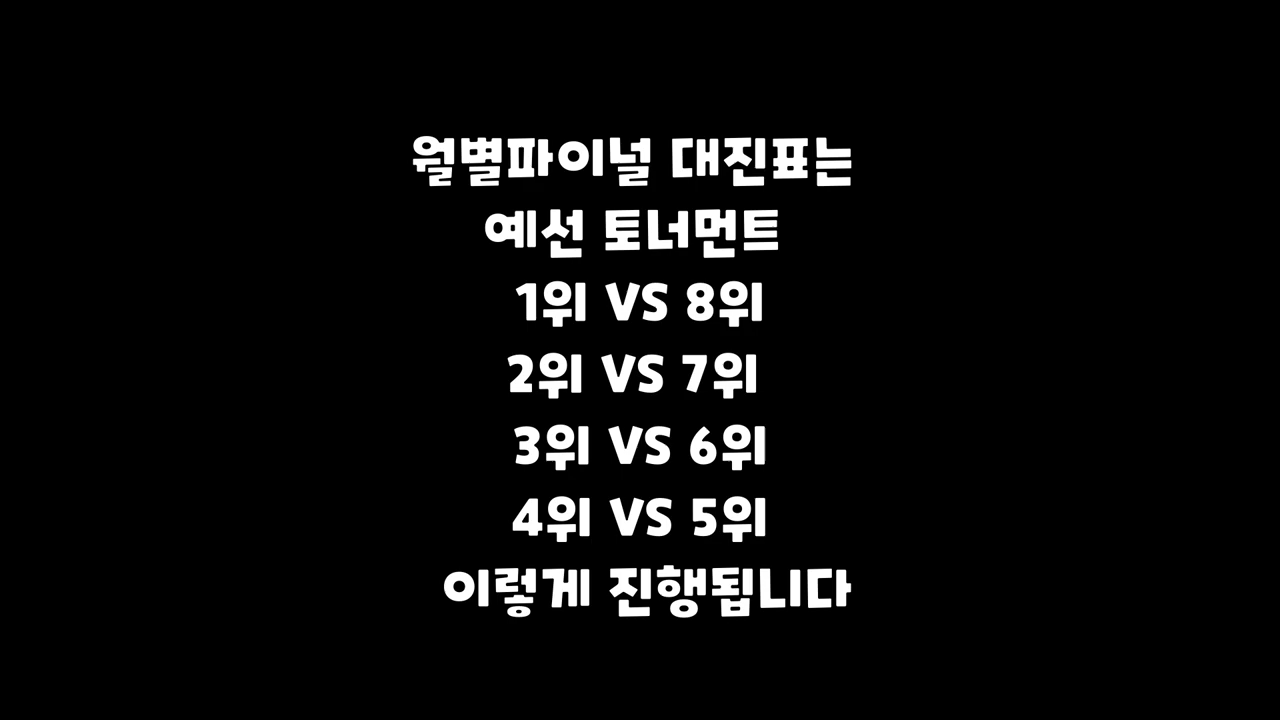 월별파이널 대진표는
예선 토너먼트
1위 VS 8위
2위 VS 7위
3위 VS 6위
4위 VS 5위
이렇게 진행됩니다